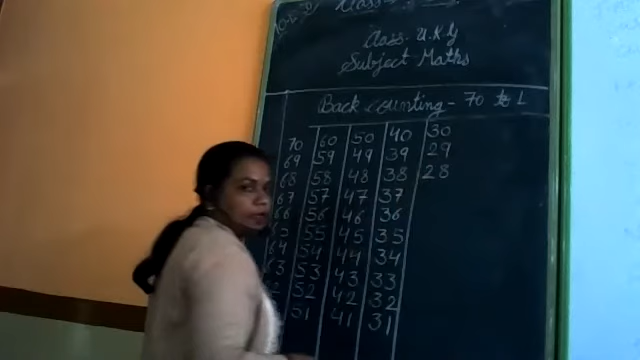 Class - U.K.G
Subject Maths
Back counting - 70 to 1
70 60 50 40 30
69 59 49 39 29
68 58 48 38 28
67 57 47 37
66 56 46 36
55 45 35
64 54 44 34
53 43 33
52 42 32
51 41 31